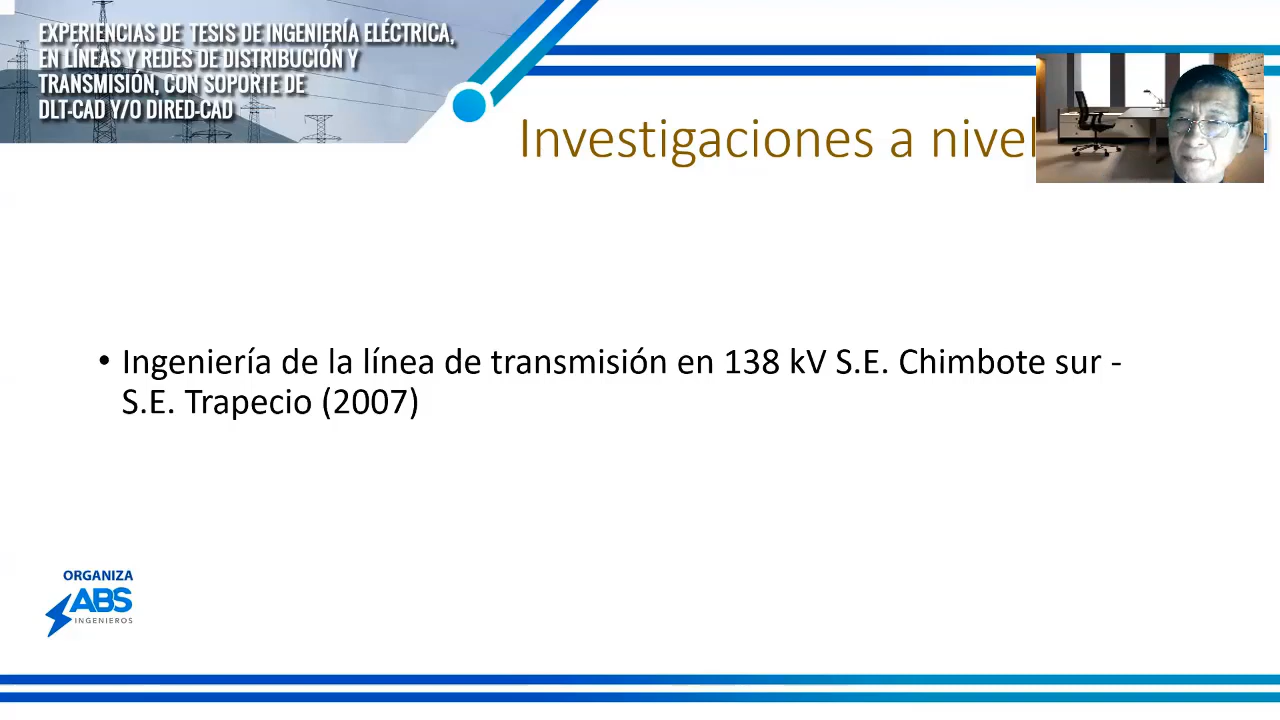 EXPERIENCIAS DE TESIS DE INGENIERÍA ELÉCTRICA,
EN LÍNEAS Y REDES DE DISTRIBUCIÓN Y
TRANSMISIÓN, CON SOPORTE DE
DLT-CAD Y/O DIRED-CAD
Investigaciones a nivel
• Ingeniería de la línea de transmisión en 138 kV S.E. Chimbote sur -
S.E. Trapecio (2007)
ORGANIZA
ABS
INGENIEROS